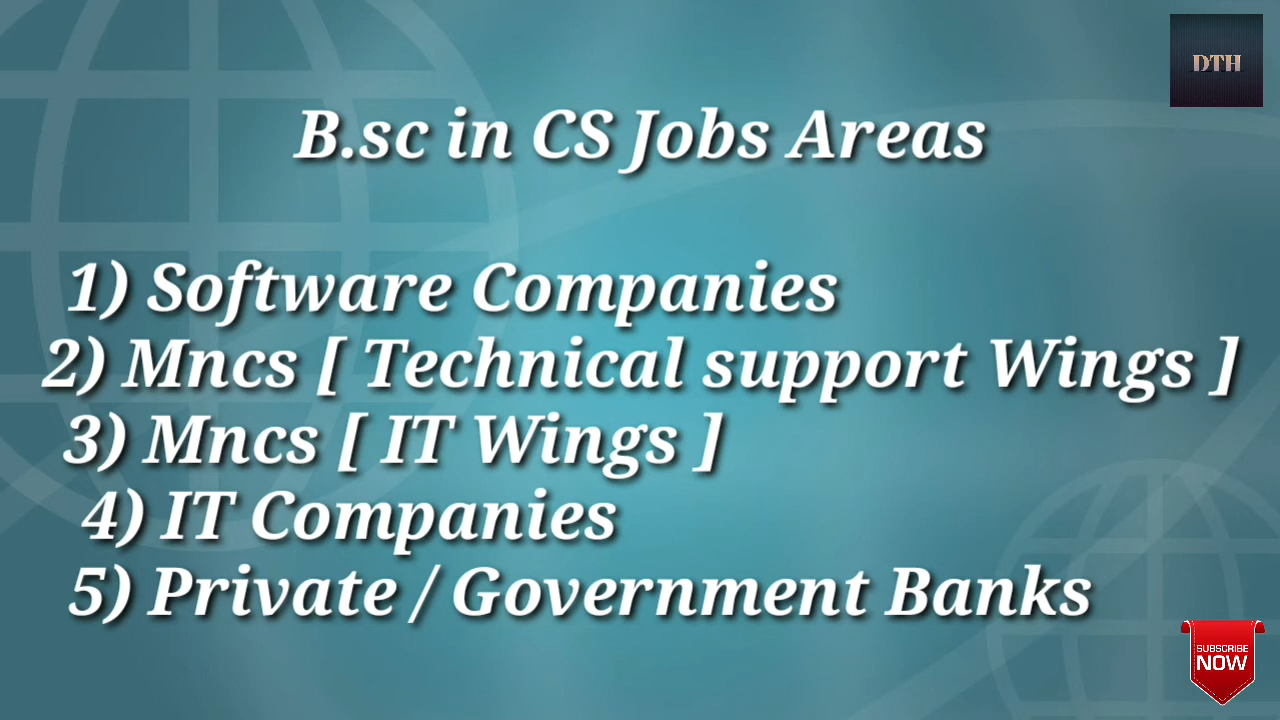 DTH
B.sc in CS Jobs Areas
1) Software Companies
2) Mncs [ Technical support Wings ]
3) Mncs [ IT Wings ]
4) IT Companies
5) Private / Government Banks
SUBSCRIBE
NOW